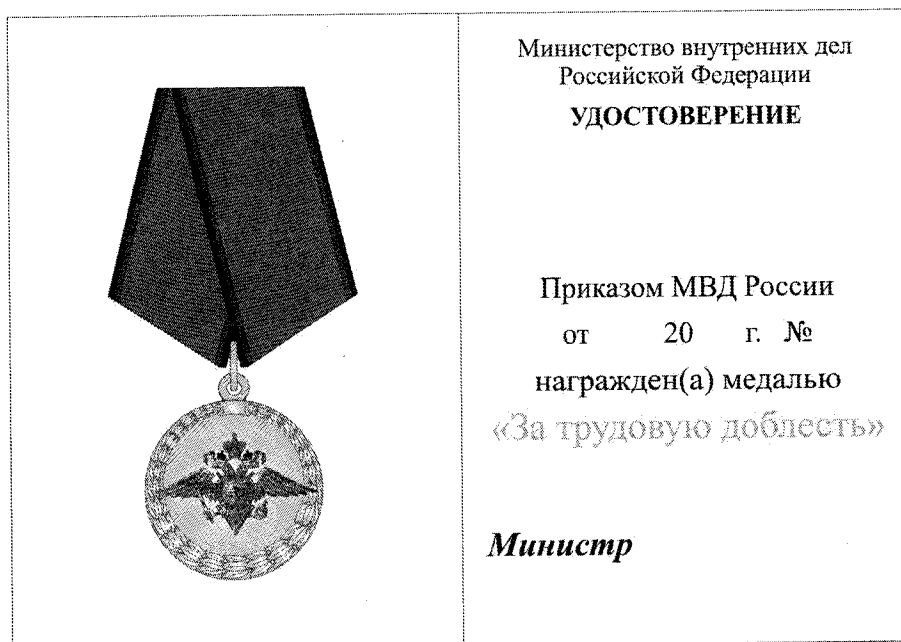 Министерство внутренних дел
Российской Федерации
УДОСТОВЕРЕНИЕ
Приказом МВД России
от 20 г. №
награжден(а) медалью
«За трудовую доблесть»
Министр